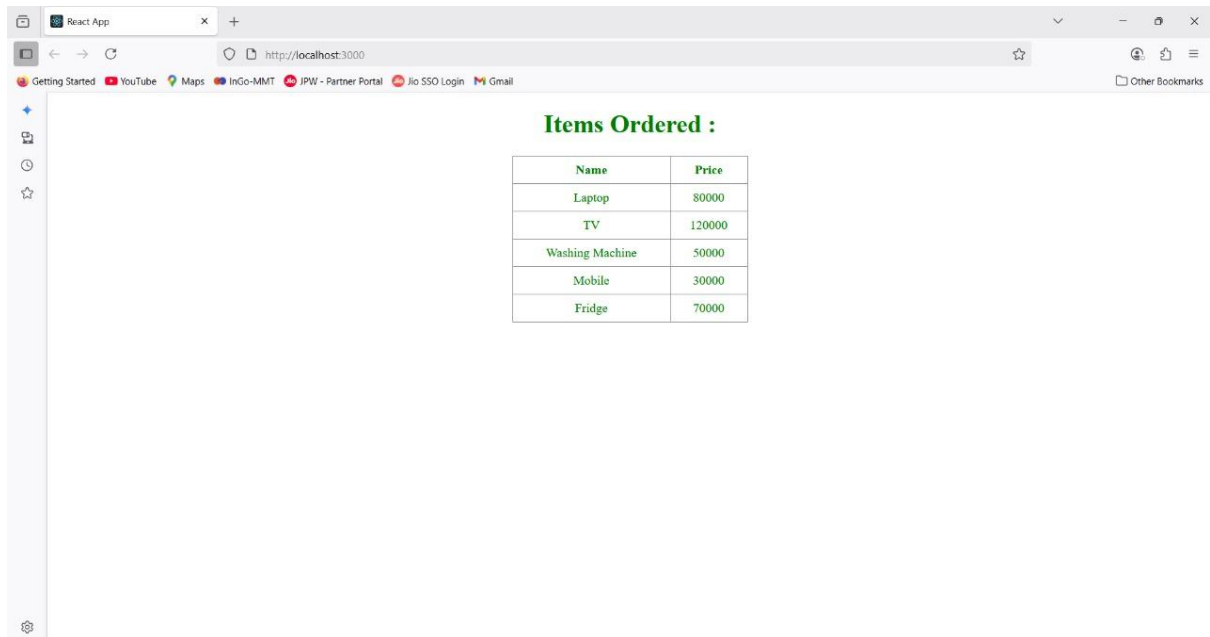 React App
http://localhost:3000
Getting Started YouTube Maps InGo-MMT JPW - Partner Portal Jio SSO Login Gmail Other Bookmarks
Items Ordered :
Name Price
Laptop 80000
TV 120000
Washing Machine 50000
Mobile 30000
Fridge 70000